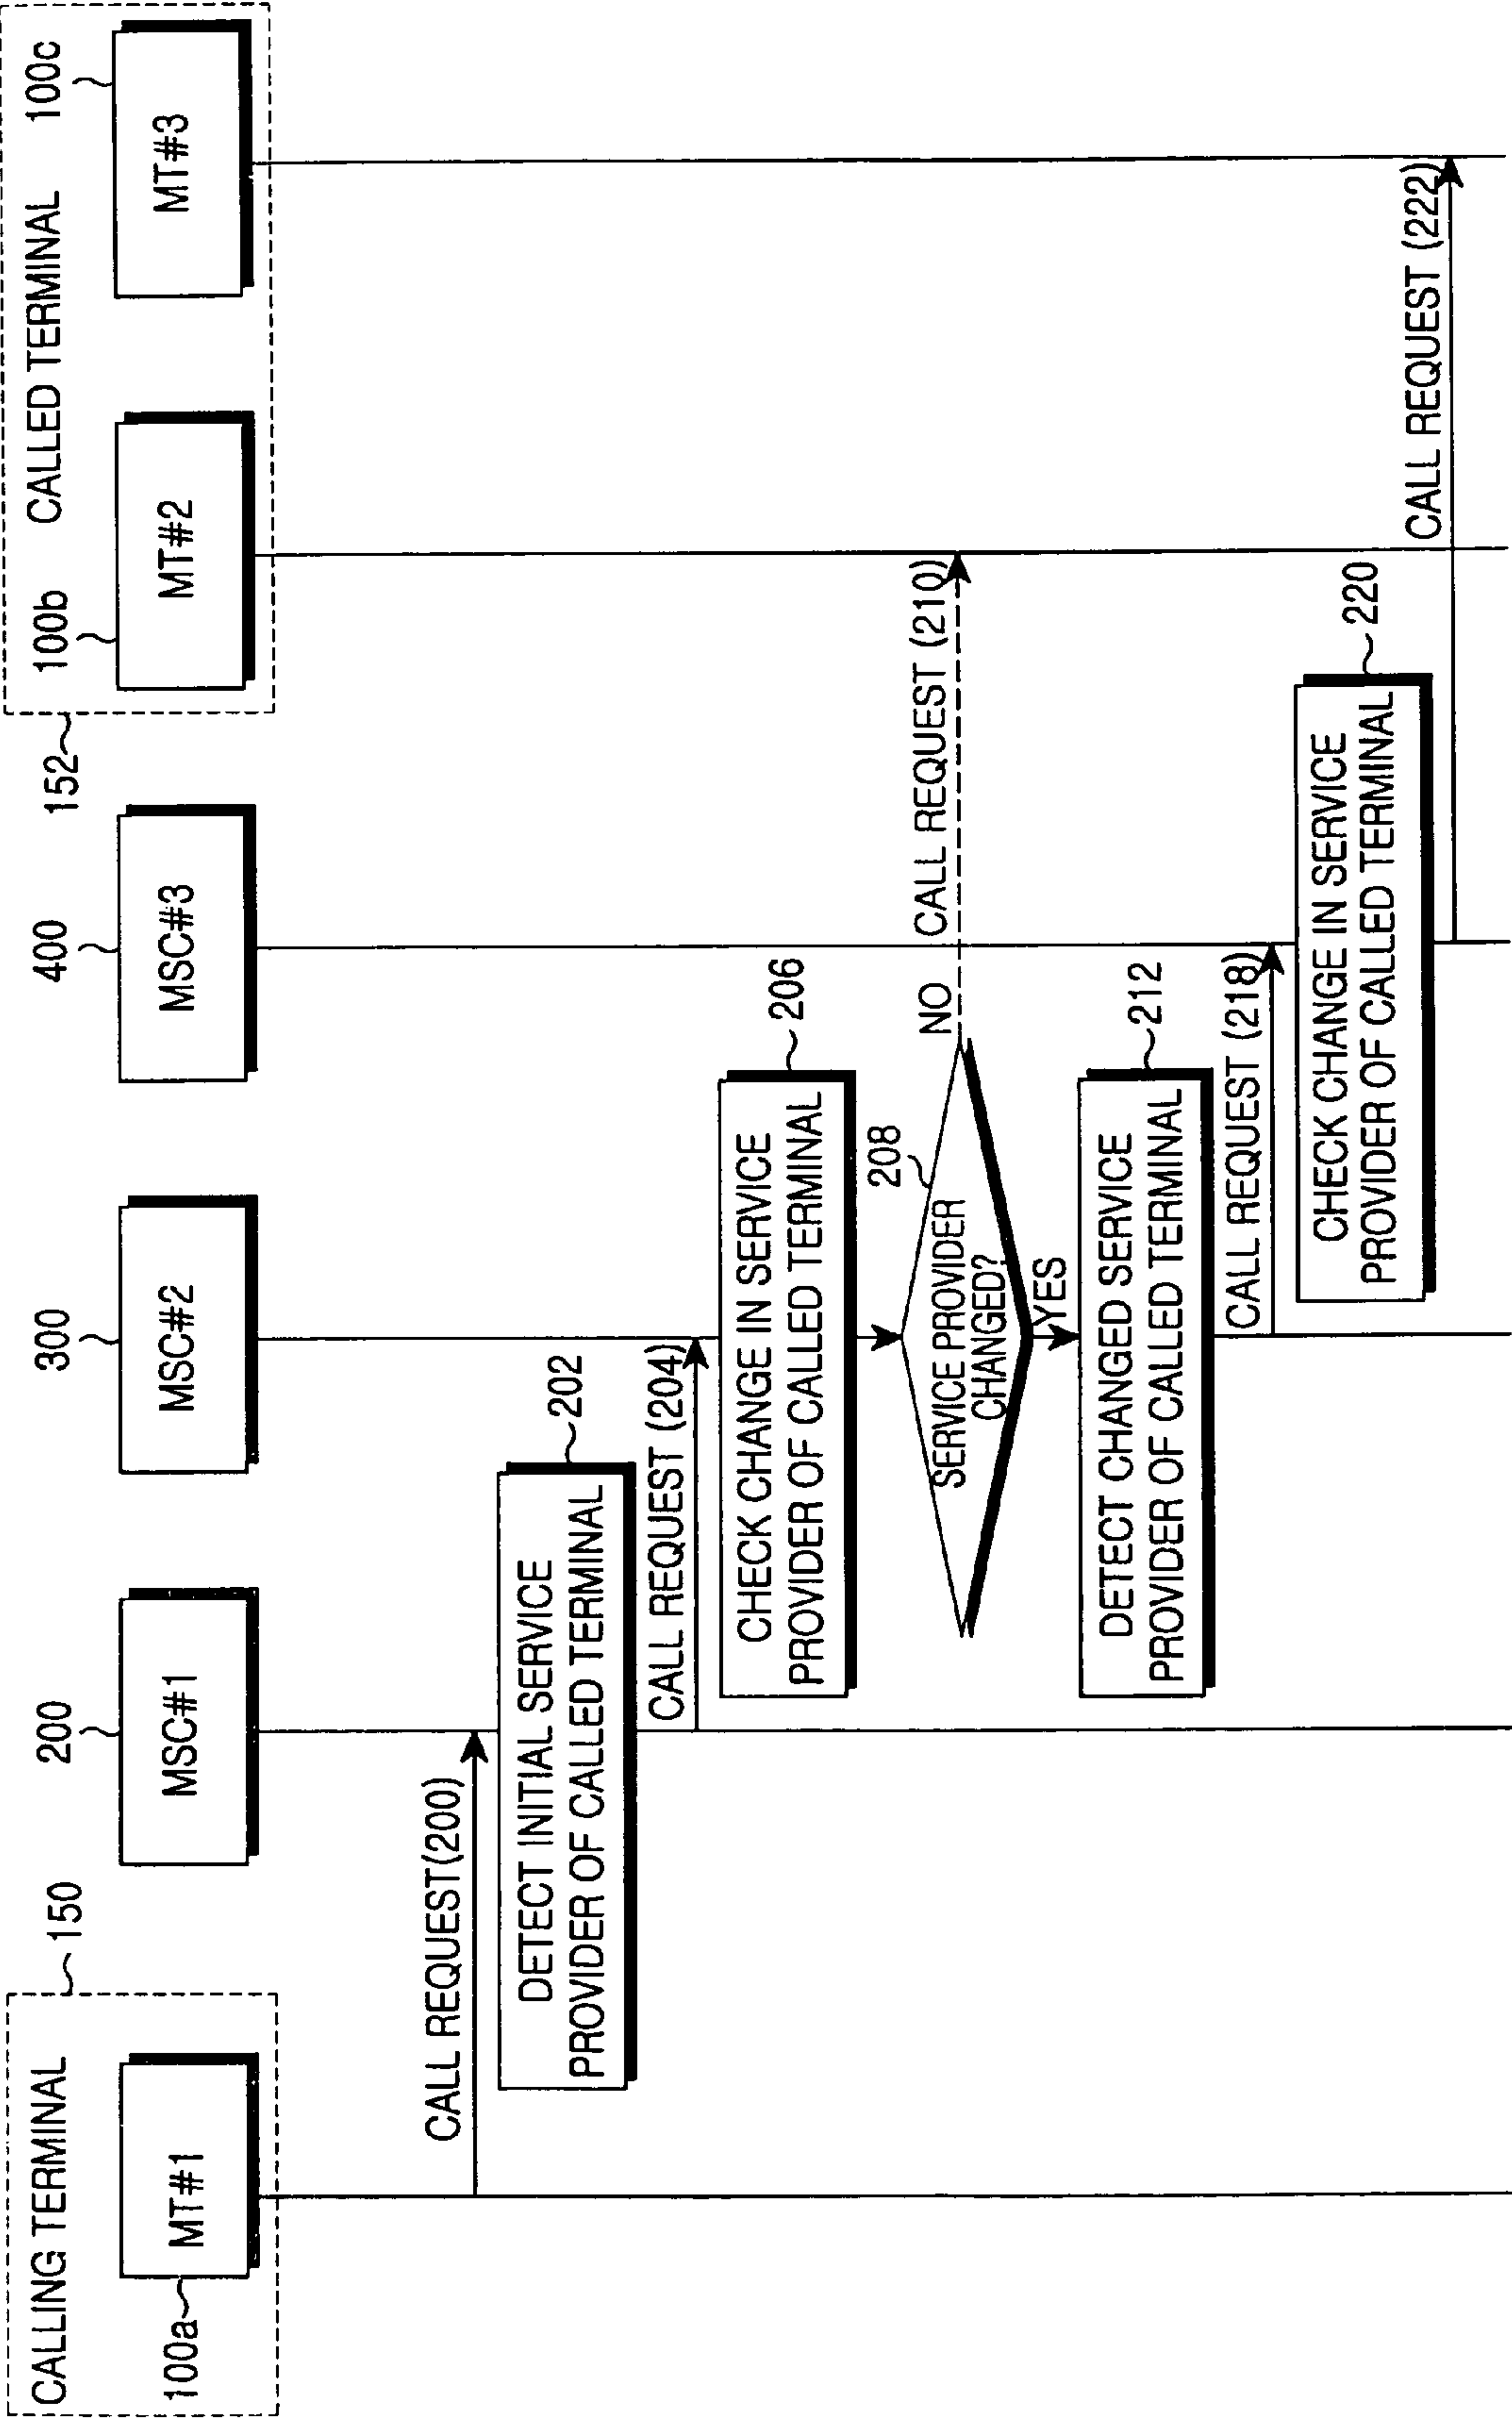 CALLING TERMINAL
150
152
CALLED TERMINAL
100a
MT#1
200
MSC#1
300
MSC#2
400
MSC#3
100b
MT#2
100c
MT#3
CALL REQUEST(200)
DETECT INITIAL SERVICE
PROVIDER OF CALLED TERMINAL
202
CALL REQUEST (204)
CHECK CHANGE IN SERVICE
PROVIDER OF CALLED TERMINAL
206
208
SERVICE PROVIDER
CHANGED?
NO
CALL REQUEST (210)
YES
DETECT CHANGED SERVICE
PROVIDER OF CALLED TERMINAL
212
CALL REQUEST (218)
CHECK CHANGE IN SERVICE
PROVIDER OF CALLED TERMINAL
220
CALL REQUEST (222)